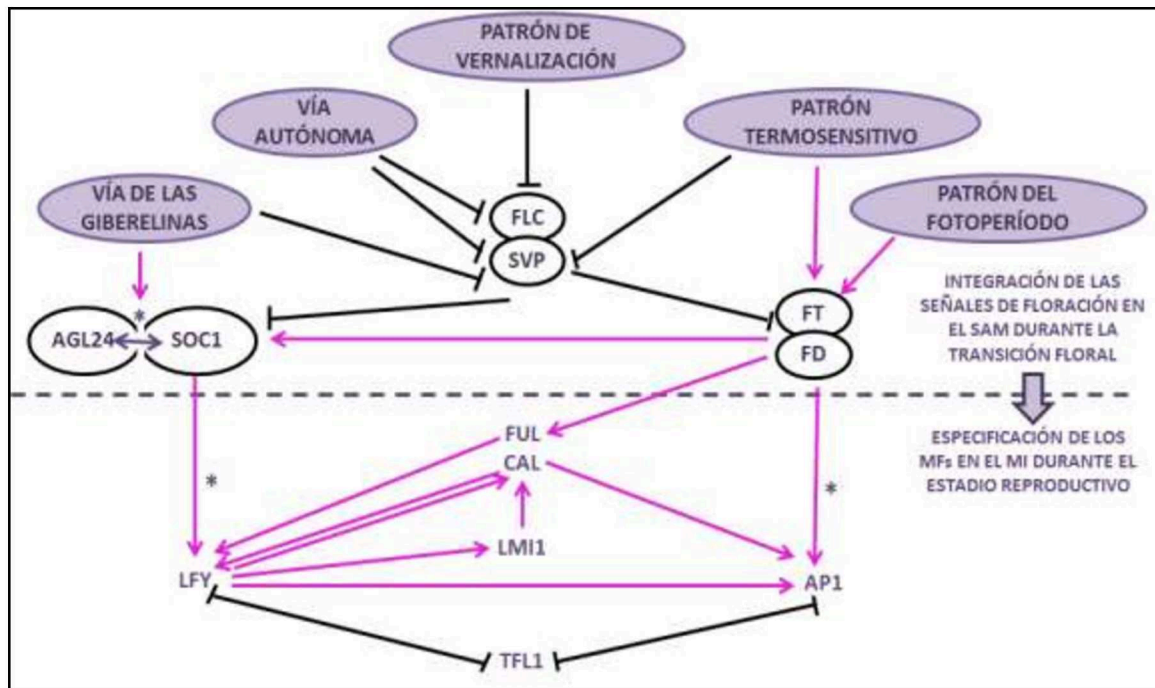 PATRÓN DE
VERNALIZACIÓN
VÍA
AUTÓNOMA
PATRÓN
TERMOSENSITIVO
VÍA DE LAS
GIBERELINAS
PATRÓN DEL
FOTOPERÍODO
FLC
SVP
INTEGRACIÓN DE LAS
SEÑALES DE FLORACIÓN EN
EL SAM DURANTE LA
TRANSICIÓN FLORAL
FT
FD
*
AGL24
SOC1
ESPECIFICACIÓN DE LOS
MFs EN EL MI DURANTE EL
ESTADIO REPRODUCTIVO
FUL
CAL
*
*
LMI1
LFY
AP1
TFL1